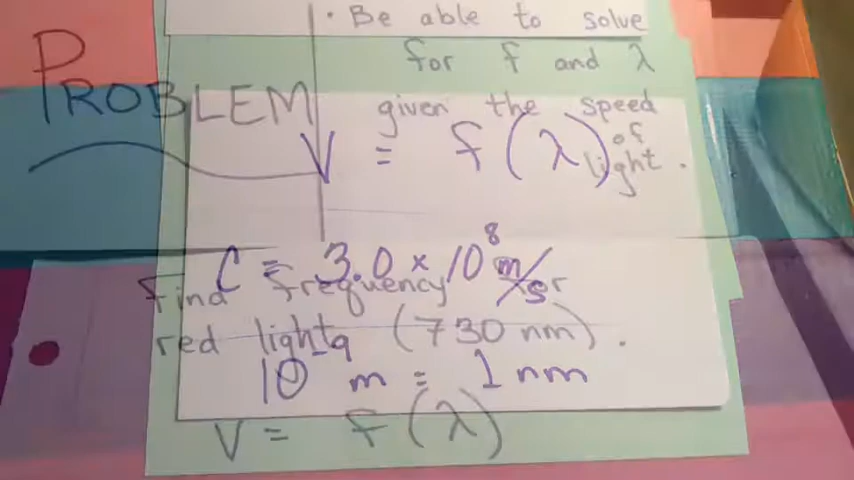 PROBLEM
• Be able to solve
for f and λ
given the speed
of
light.
V = f(λ)
C = 3.0 × 10⁸ m/s
Find frequency for
red light (730 nm).
10⁻⁹ m = 1 nm
V = f(λ)